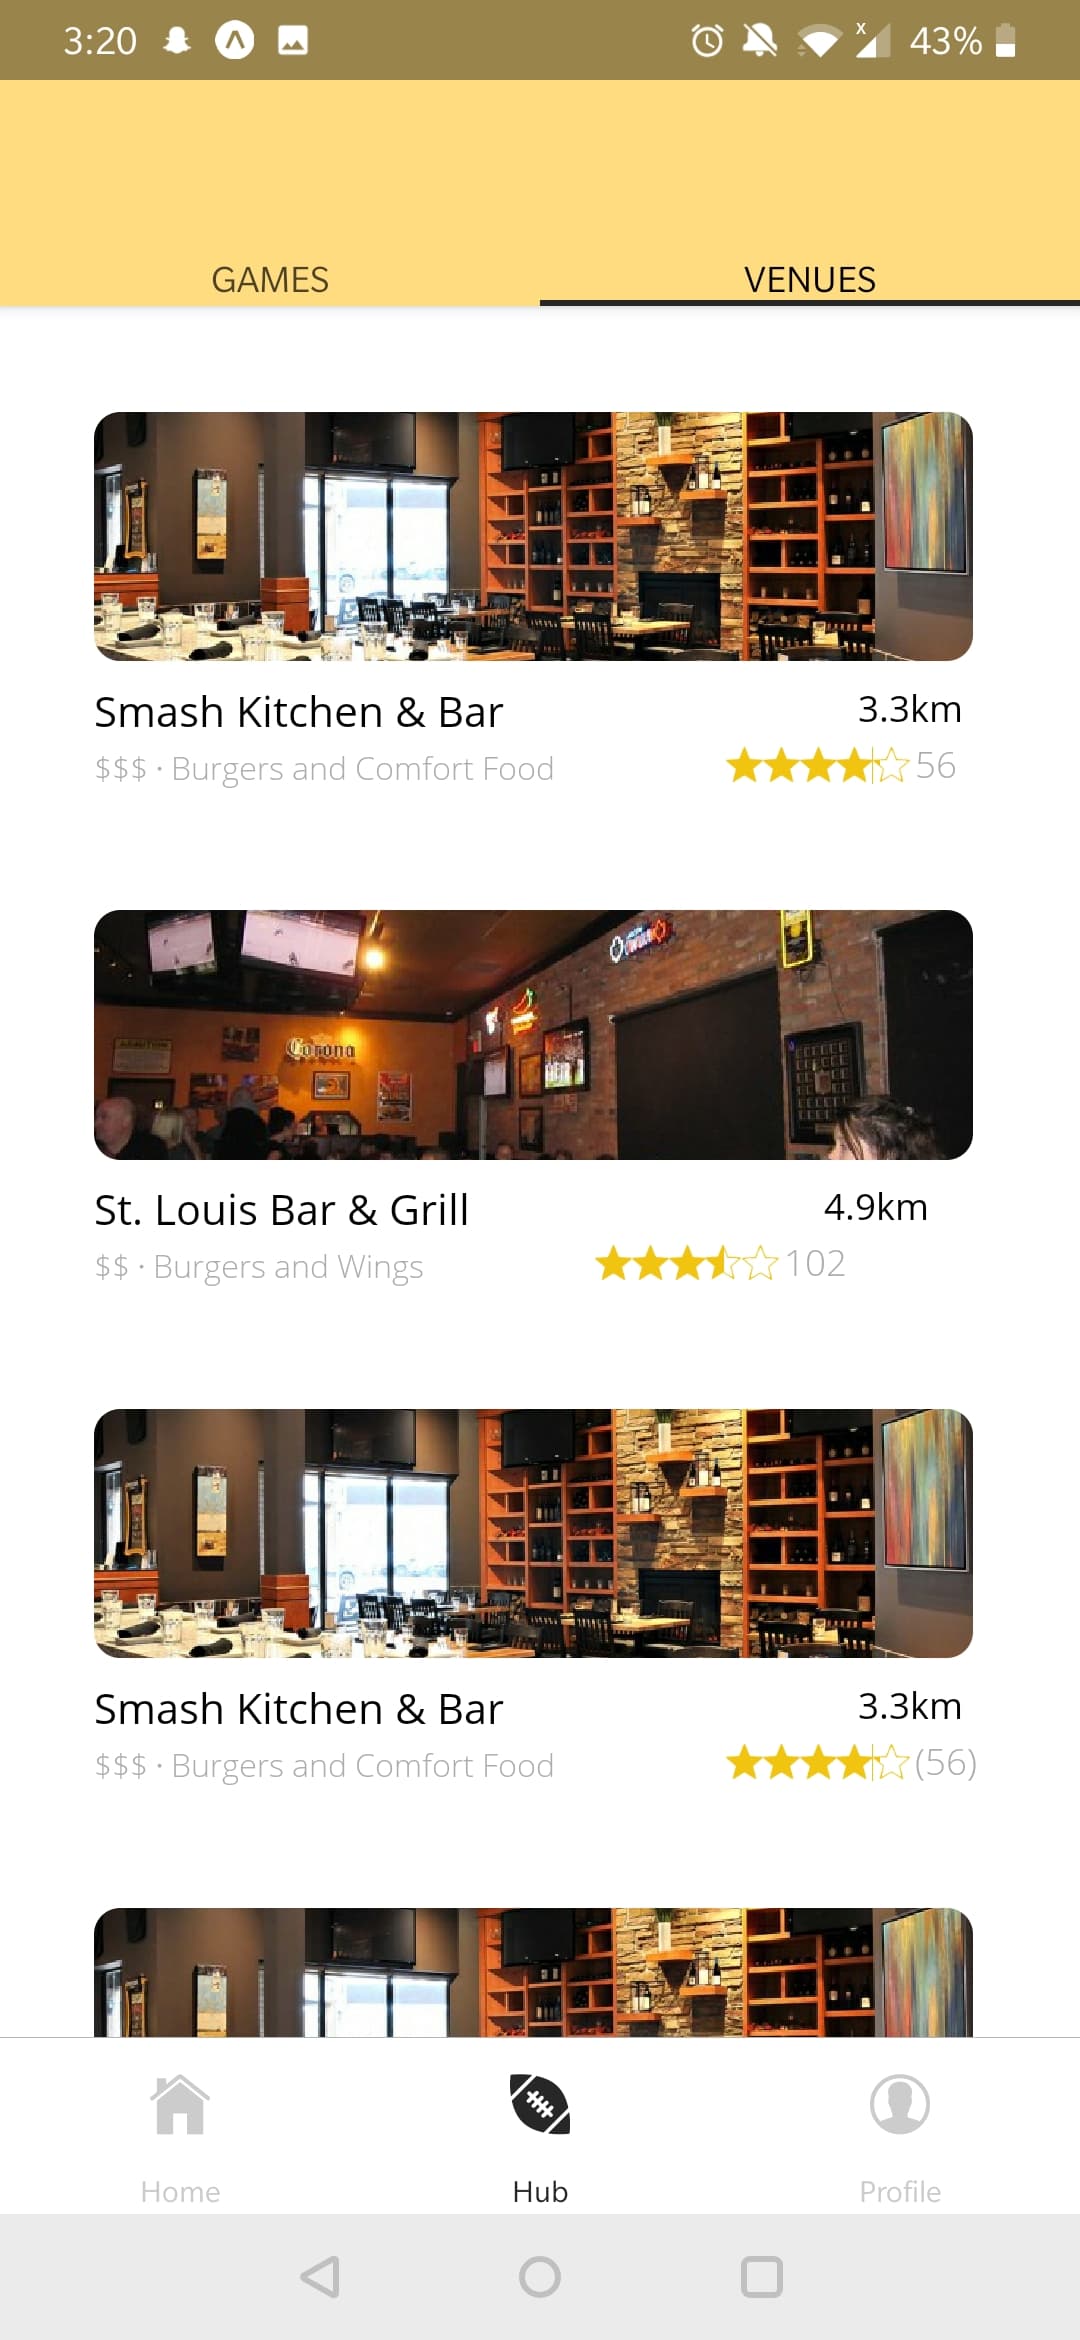 3:20
43%
GAMES
VENUES
Smash Kitchen & Bar
3.3km
$$$ · Burgers and Comfort Food
56
Corona
St. Louis Bar & Grill
4.9km
$$ · Burgers and Wings
102
Smash Kitchen & Bar
3.3km
$$$ · Burgers and Comfort Food
(56)
Home
Hub
Profile